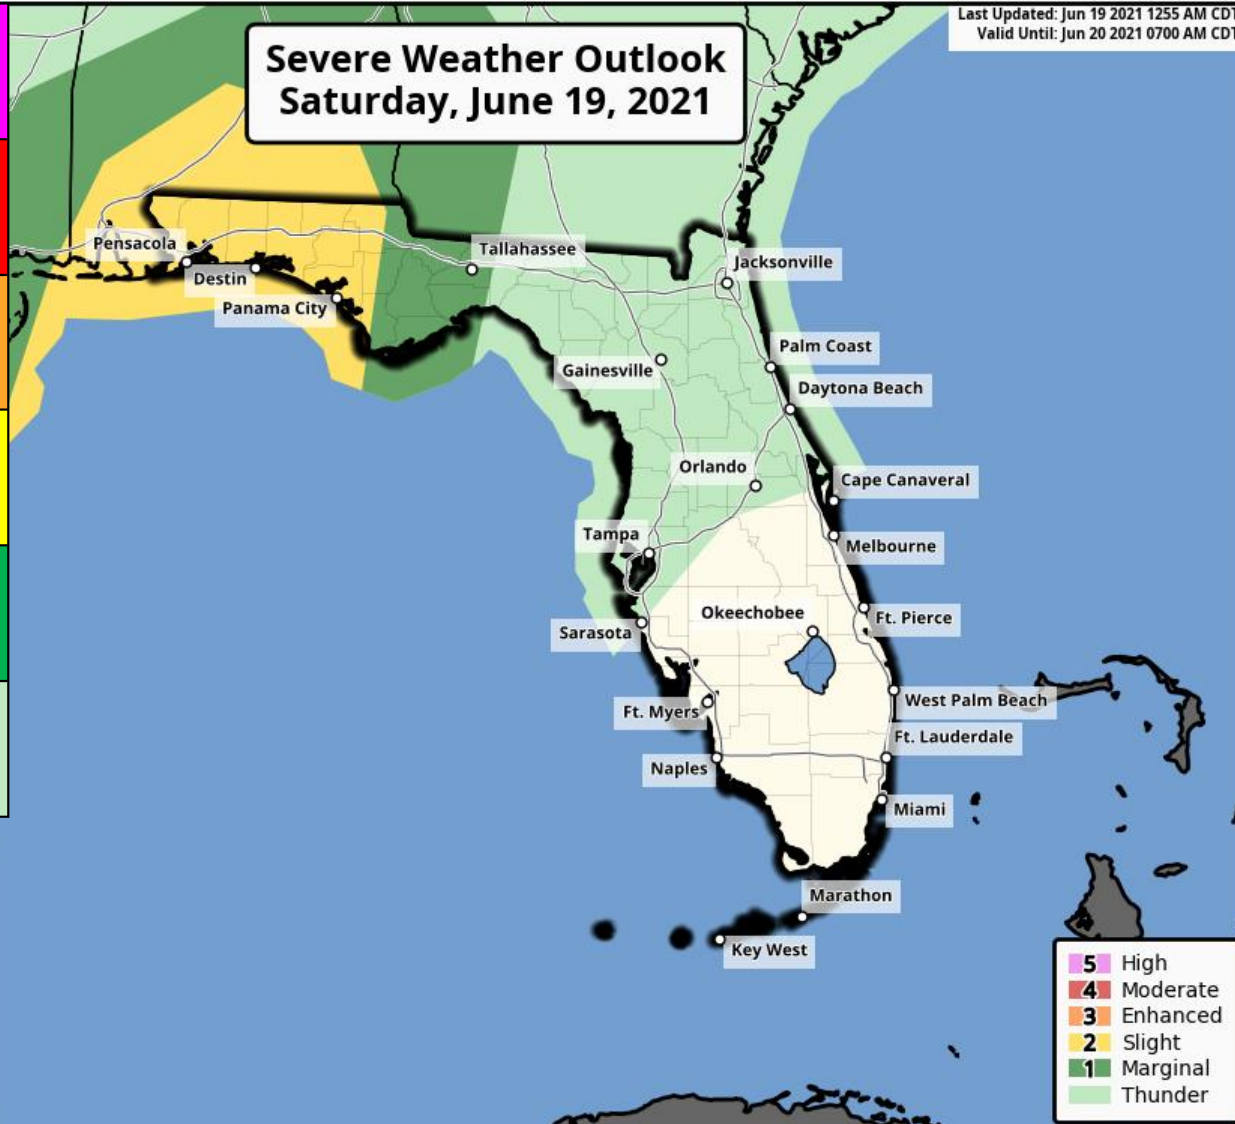 Last Updated: Jun 19 2021 1255 AM CDT
Valid Until: Jun 20 2021 0700 AM CDT
Severe Weather Outlook
Saturday, June 19, 2021
Pensacola
Tallahassee
Jacksonville
Destin
Panama City
Palm Coast
Gainesville
Daytona Beach
Orlando
Cape Canaveral
Tampa
Melbourne
Okeechobee
Ft. Pierce
Sarasota
West Palm Beach
Ft. Myers
Ft. Lauderdale
Naples
Miami
Marathon
Key West
5 High
4 Moderate
3 Enhanced
2 Slight
1 Marginal
Thunder